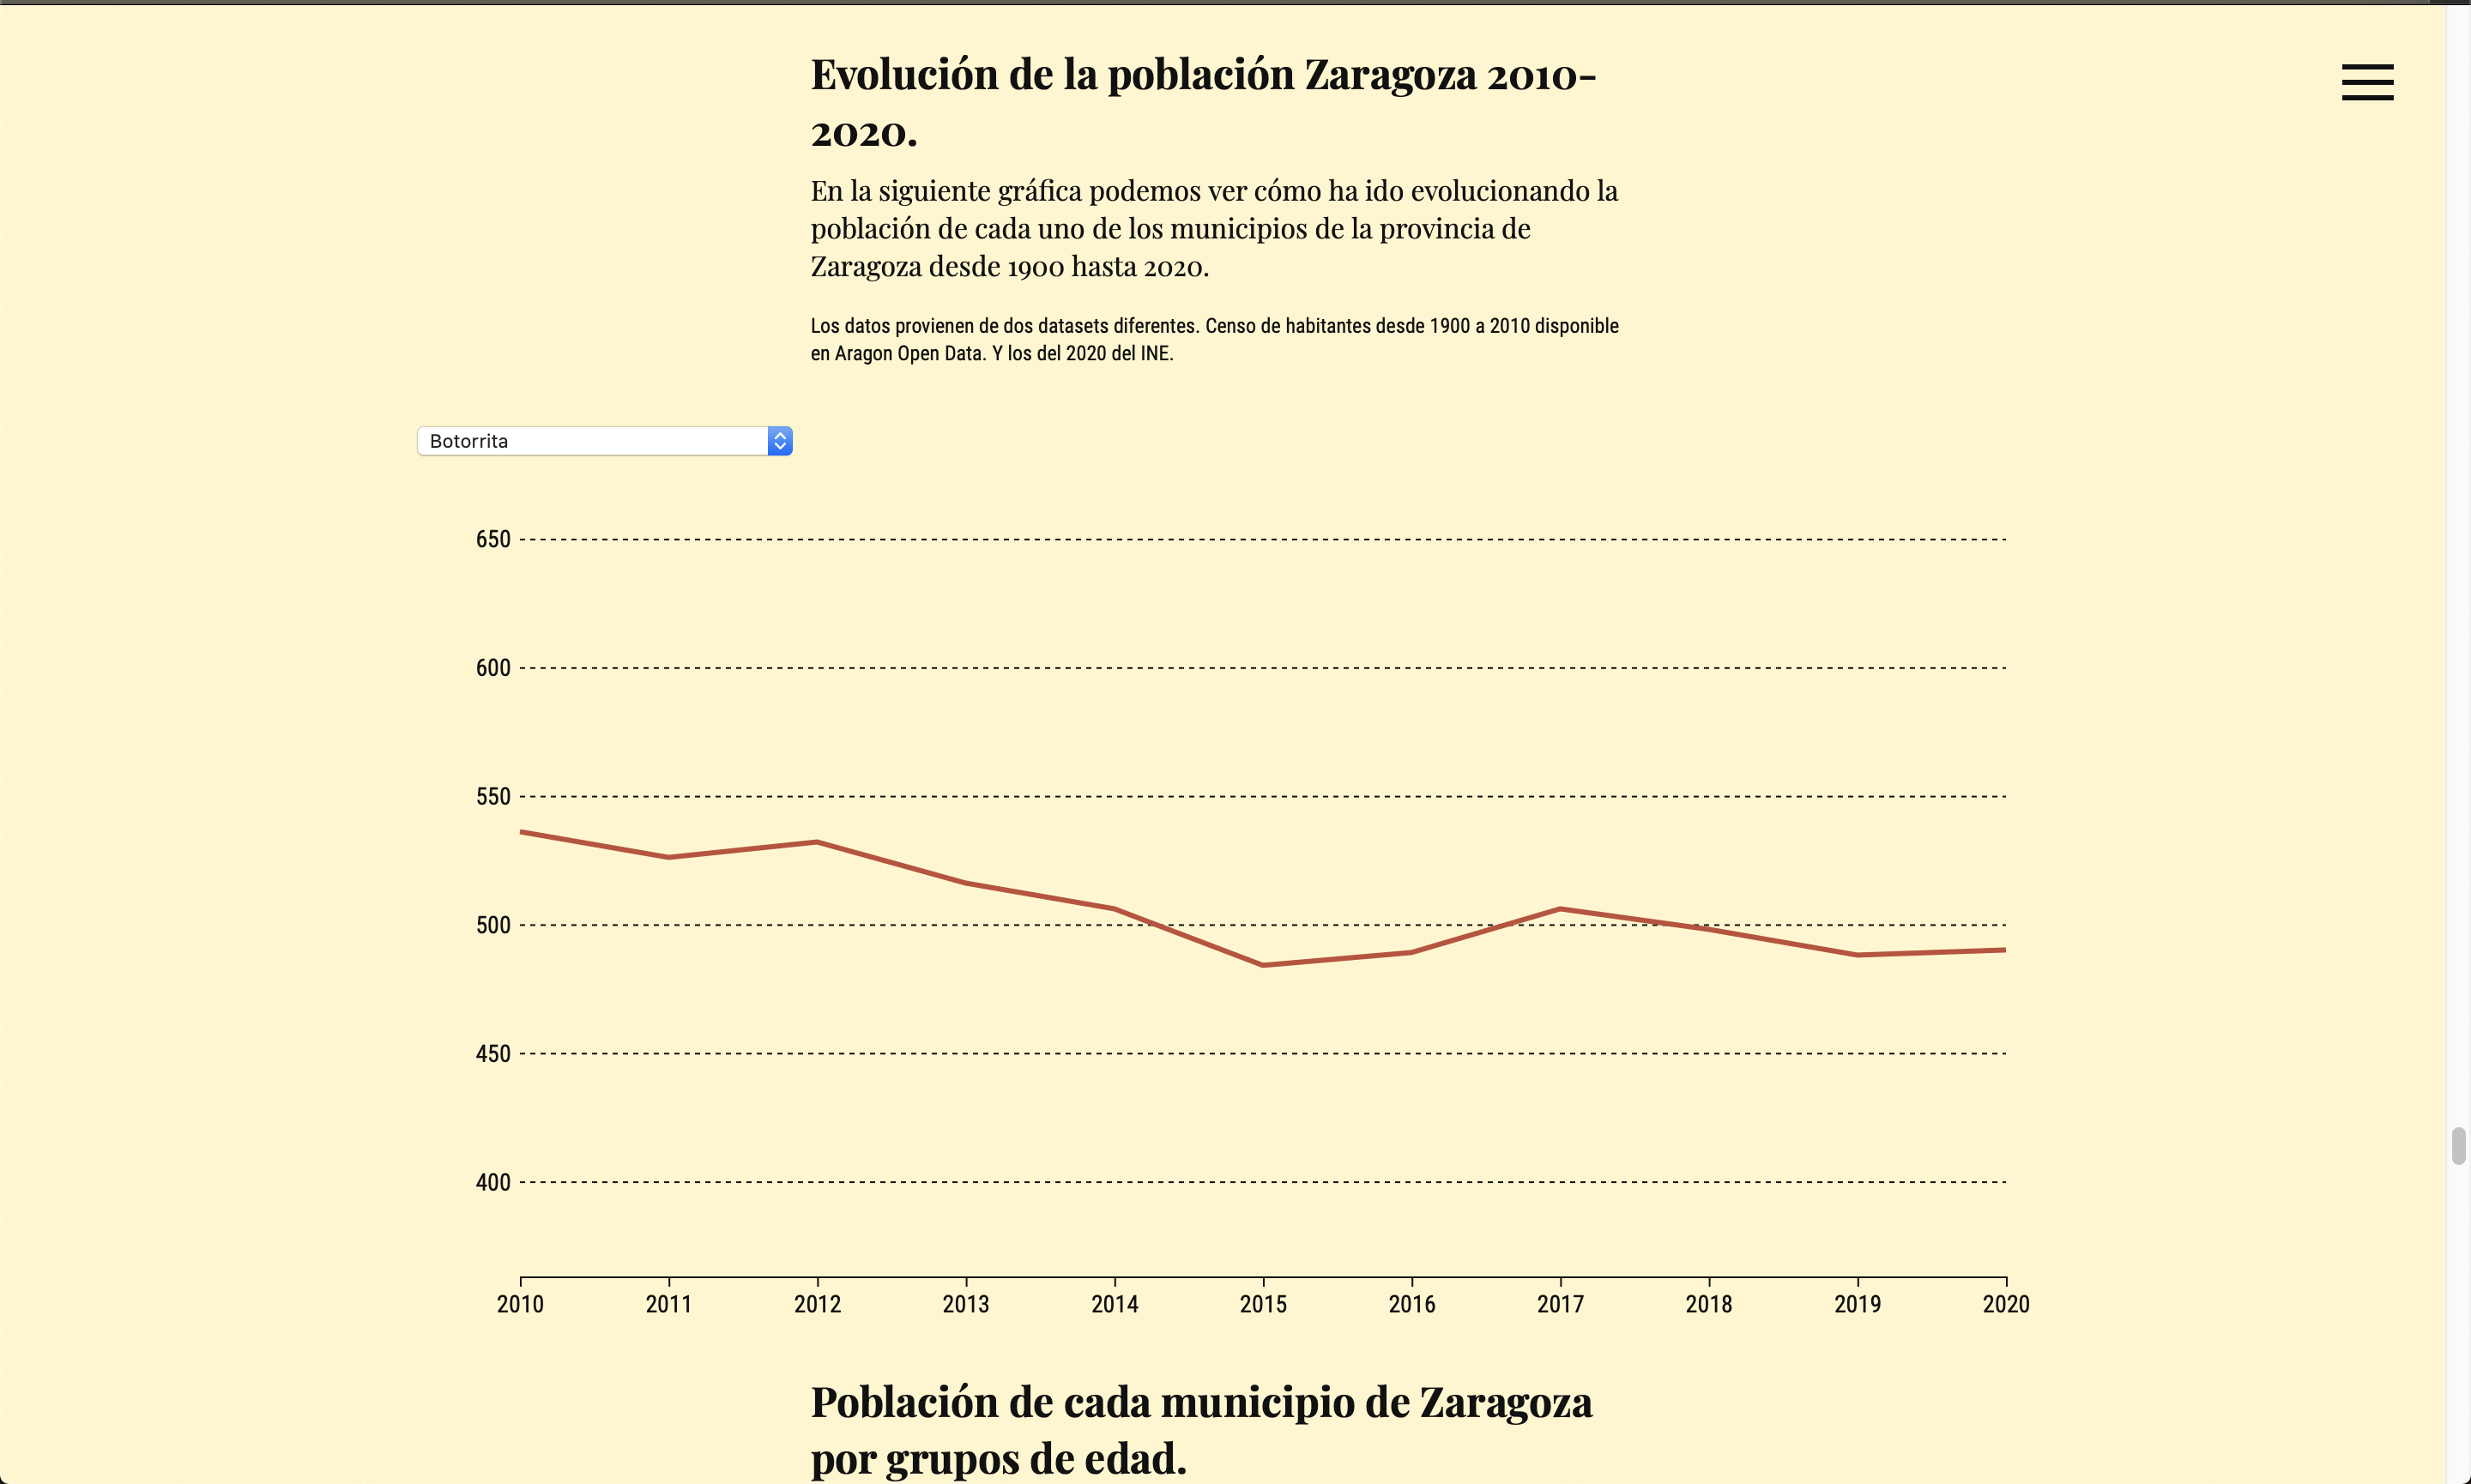 Evolución de la población Zaragoza 2010-
2020.
En la siguiente gráfica podemos ver cómo ha ido evolucionando la
población de cada uno de los municipios de la provincia de
Zaragoza desde 1900 hasta 2020.
Los datos provienen de dos datasets diferentes. Censo de habitantes desde 1900 a 2010 disponible
en Aragon Open Data. Y los del 2020 del INE.
Botorrita
650
600
550
500
450
400
2010 2011 2012 2013 2014 2015 2016 2017 2018 2019 2020
Población de cada municipio de Zaragoza
por grupos de edad.